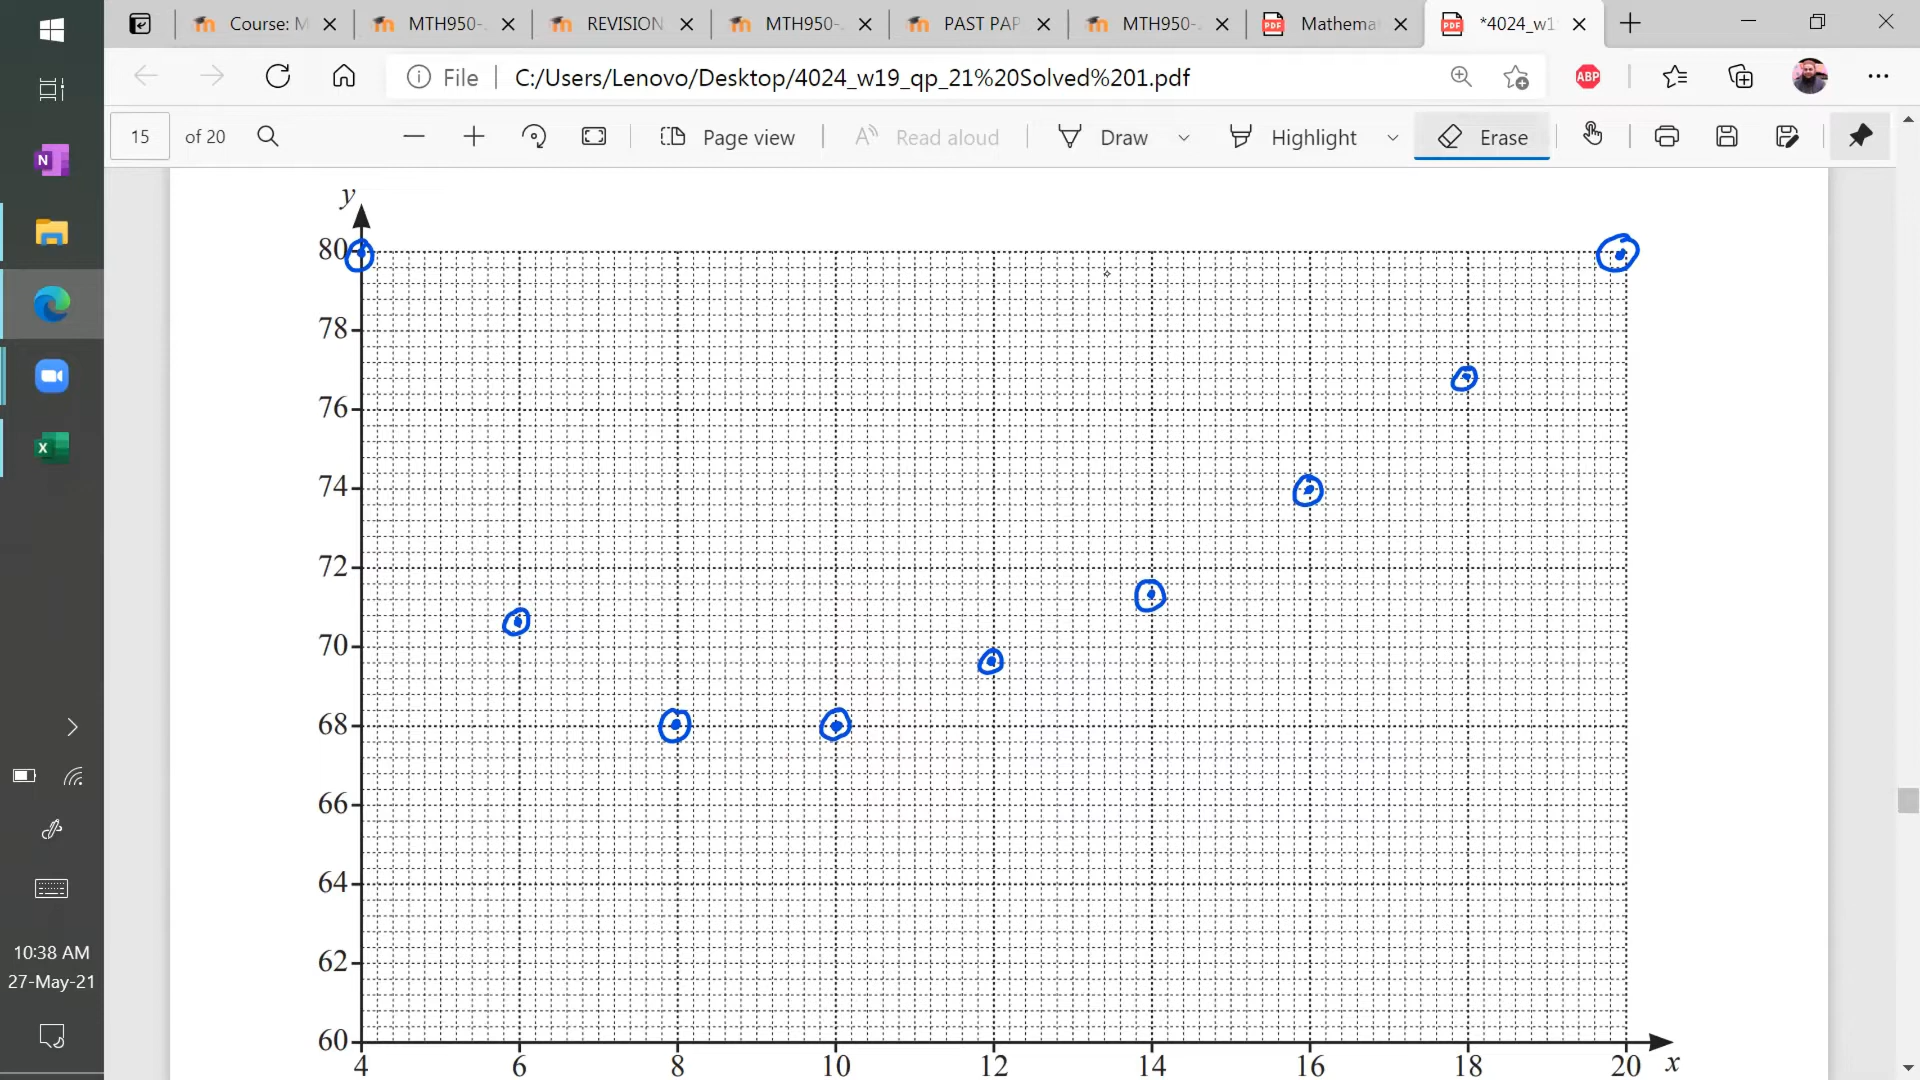 Course: M
MTH950-
REVISION
MTH950-
PAST PAP
MTH950-
Mathema
*4024_w1
File
C:/Users/Lenovo/Desktop/4024_w19_qp_21%20Solved%201.pdf
ABP
15 of 20
Page view
Read aloud
Draw
Highlight
Erase
y
80
78
76
74
72
70
68
66
64
62
60
4 6 8 10 12 14 16 18 20 x
10:38 AM
27-May-21